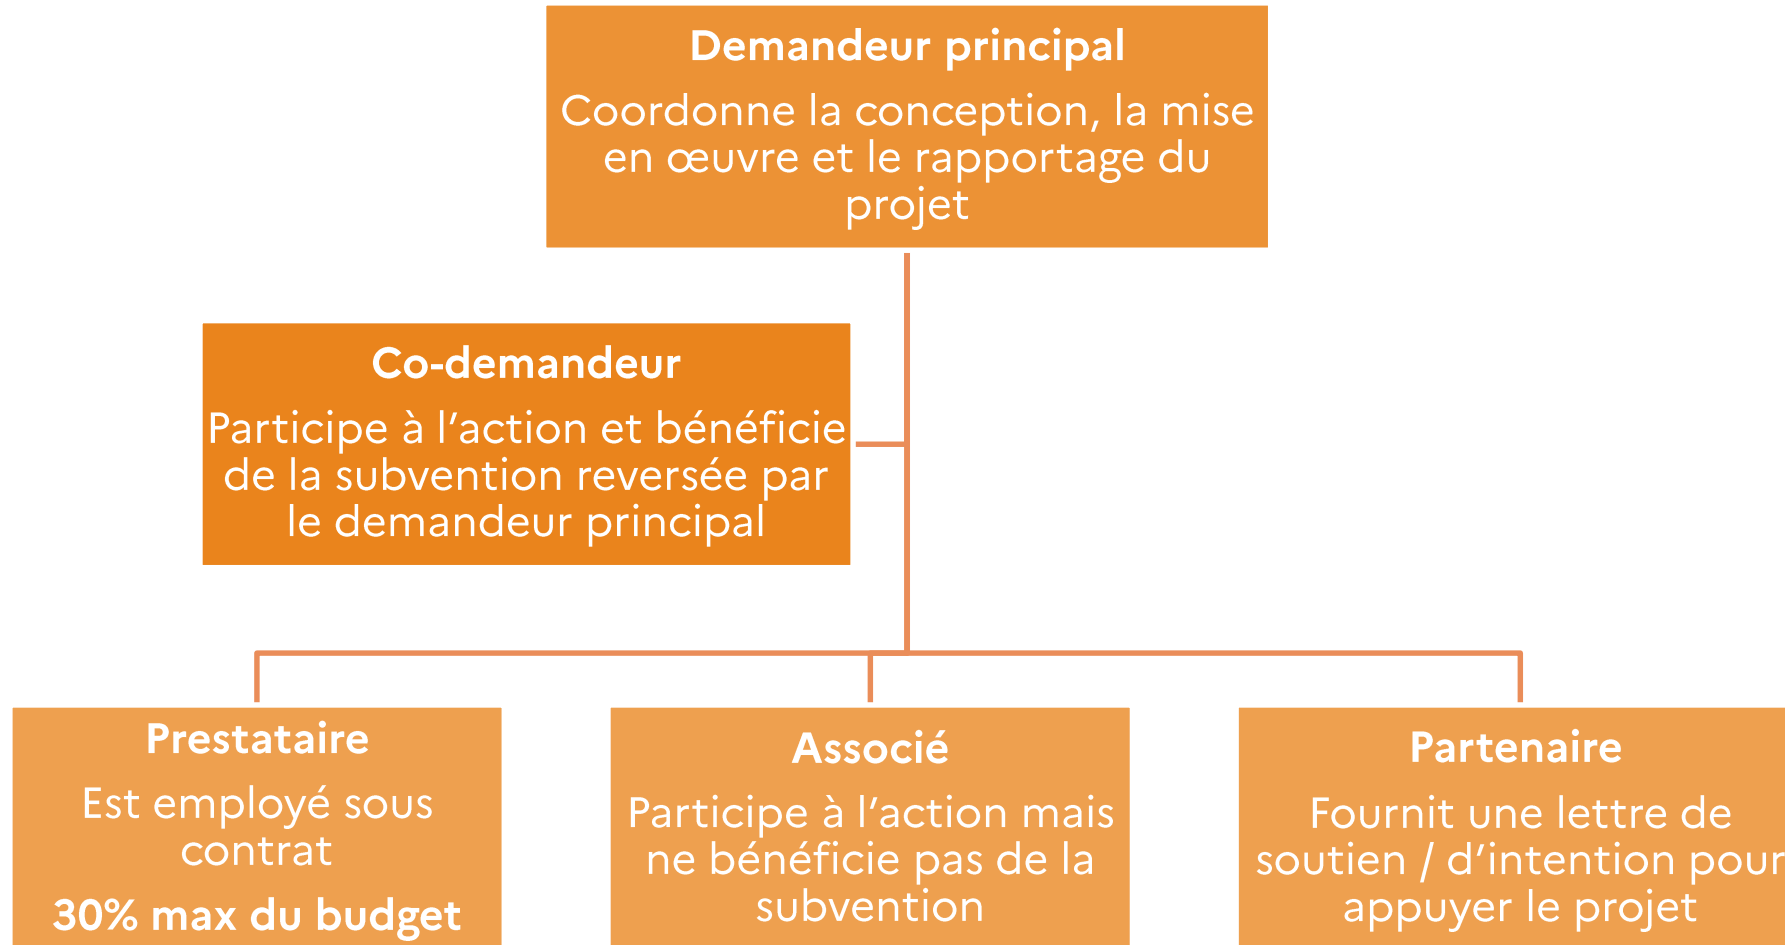 Demandeur principal
Coordonne la conception, la mise
en œuvre et le rapportage du
projet
Co-demandeur
Participe à l’action et bénéficie
de la subvention reversée par
le demandeur principal
Prestataire
Est employé sous
contrat
30% max du budget
Associé
Participe à l’action mais
ne bénéficie pas de la
subvention
Partenaire
Fournit une lettre de
soutien / d’intention pour
appuyer le projet